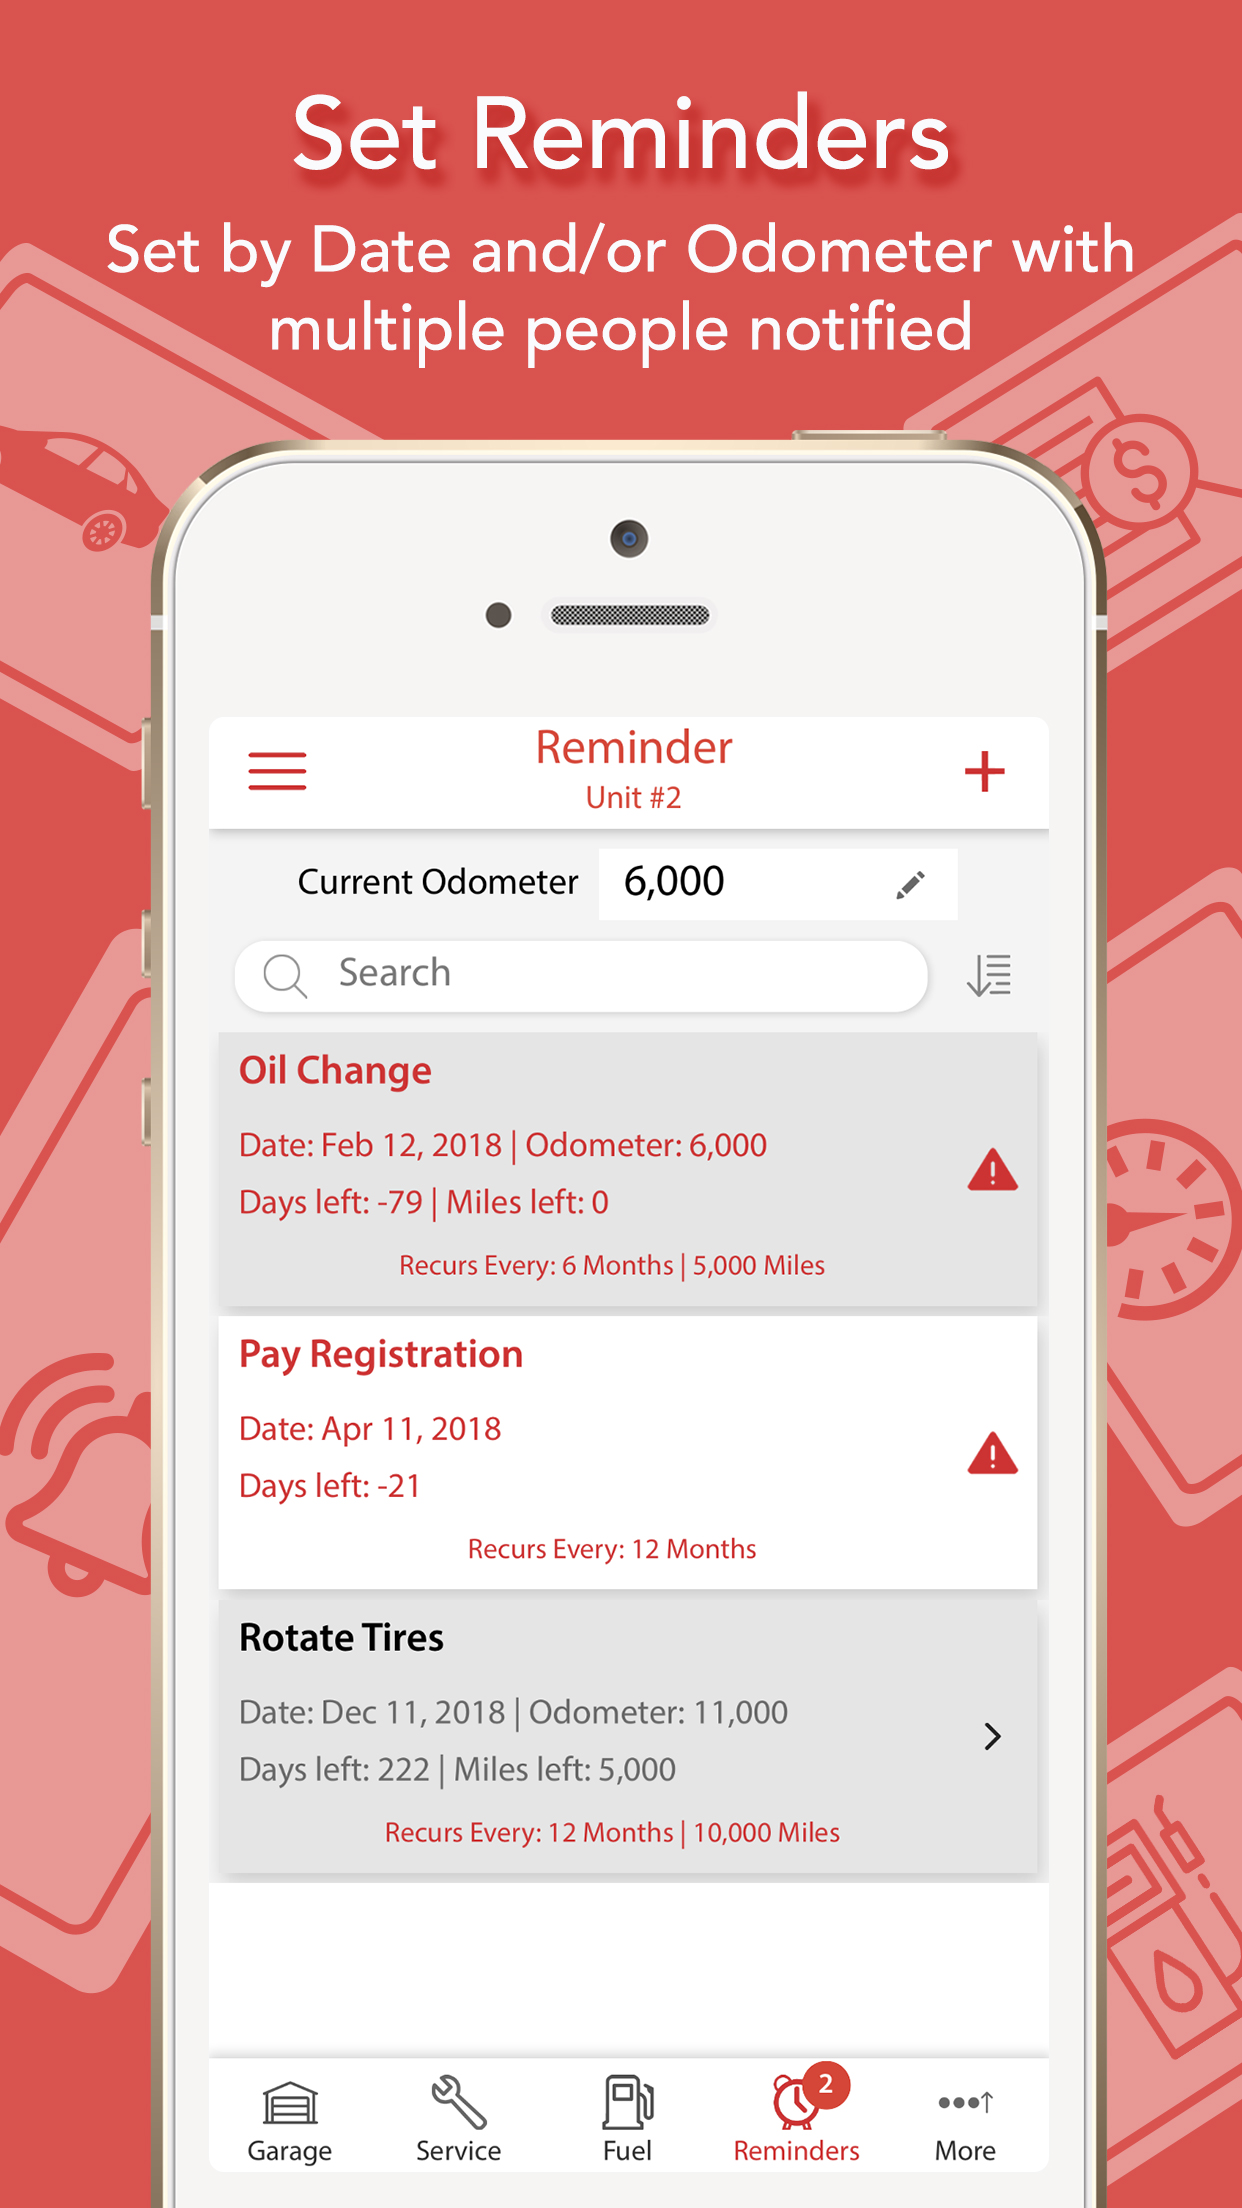 Set Reminders
Set by Date and/or Odometer with
multiple people notified
Reminder
Unit #2
Current Odometer 6,000
Search
Oil Change
Date: Feb 12, 2018 | Odometer: 6,000
Days left: -79 | Miles left: 0
Recurs Every: 6 Months | 5,000 Miles
Pay Registration
Date: Apr 11, 2018
Days left: -21
Recurs Every: 12 Months
Rotate Tires
Date: Dec 11, 2018 | Odometer: 11,000
Days left: 222 | Miles left: 5,000
Recurs Every: 12 Months | 10,000 Miles
2
Garage Service Fuel Reminders More